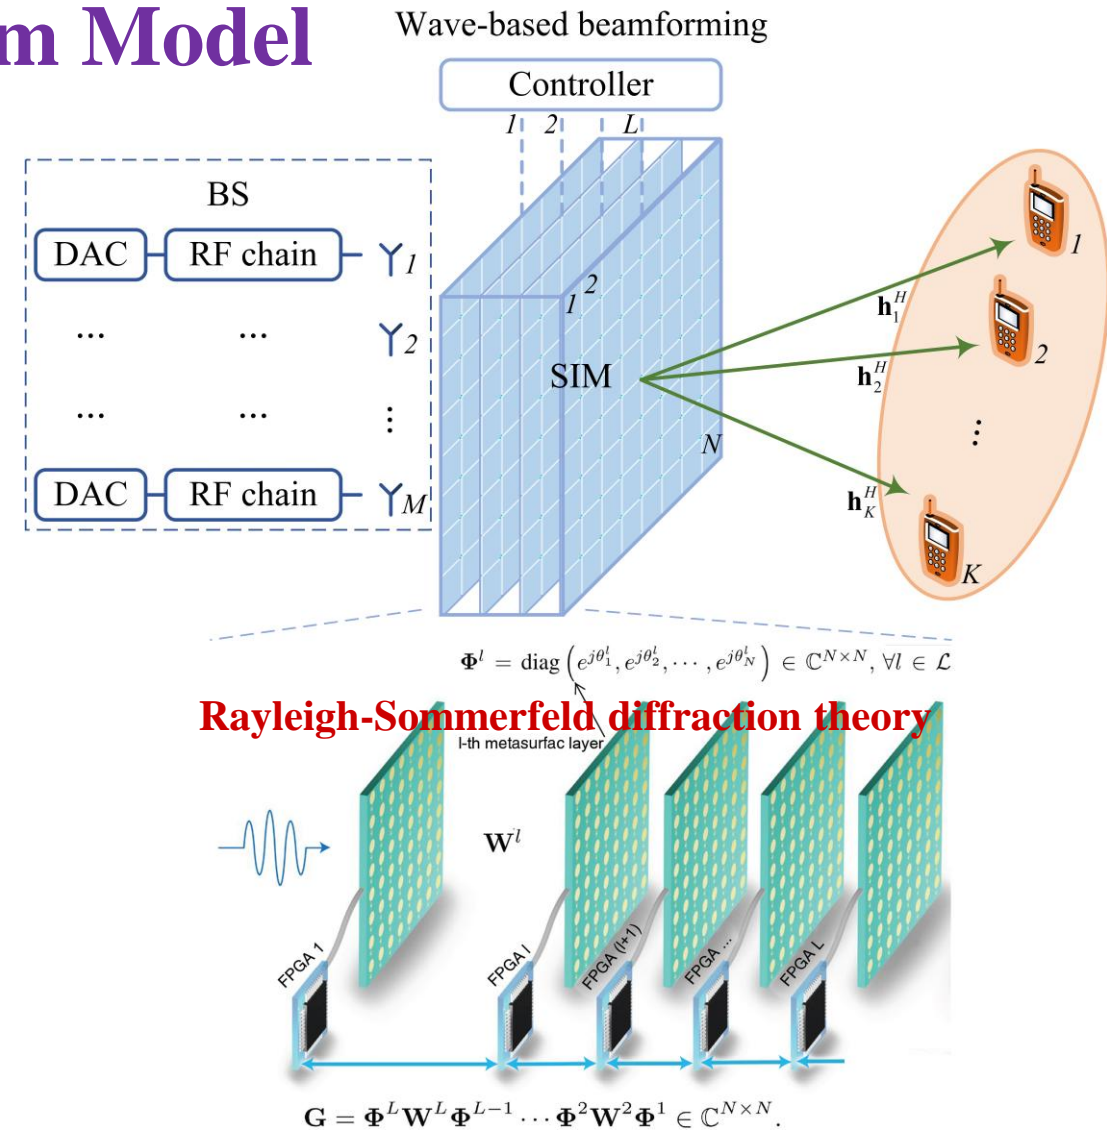 m Model
Wave-based beamforming
Controller
1 2 L
BS
DAC RF chain 1
... ... 2
... ... ⋮
DAC RF chain M
1 2
SIM
N
h₁ᴴ
h₂ᴴ
h_K^H
1
2
⋮
K
Φ^l = diag (e^{jθ_1^l}, e^{jθ_2^l}, ⋯ , e^{jθ_N^l}) ∈ ℂ^{N×N}, ∀l ∈ ℒ
Rayleigh-Sommerfeld diffraction theory
l-th metasurfac layer
W^l
FPGA 1
FPGA l
FPGA (l+1)
FPGA ...
FPGA L
G = Φ^L W^L Φ^{L−1} ⋯ Φ^2 W^2 Φ^1 ∈ ℂ^{N×N}.